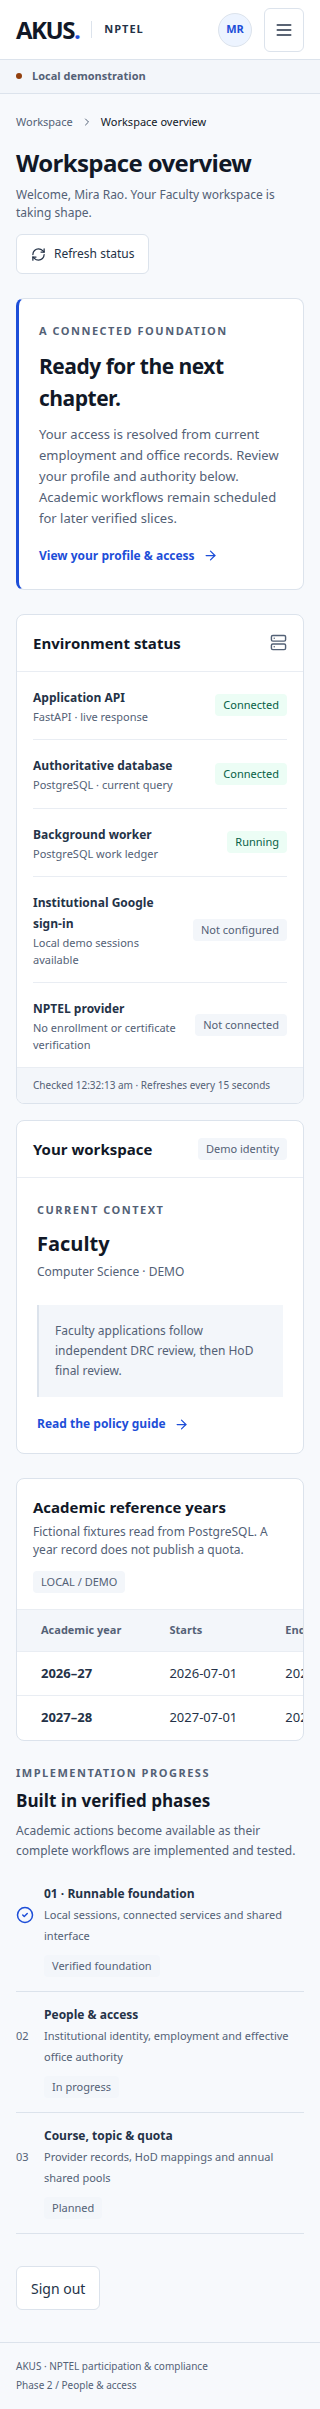 AKUS. NPTEL MR
Local demonstration
Workspace > Workspace overview
Workspace overview
Welcome, Mira Rao. Your Faculty workspace is
taking shape.
Refresh status
A CONNECTED FOUNDATION
Ready for the next
chapter.
Your access is resolved from current
employment and office records. Review
your profile and authority below.
Academic workflows remain scheduled
for later verified slices.
View your profile & access →
Environment status
Application API
FastAPI · live response
Connected
Authoritative database
PostgreSQL · current query
Connected
Background worker
PostgreSQL work ledger
Running
Institutional Google
sign-in
Local demo sessions
available
Not configured
NPTEL provider
No enrollment or certificate
verification
Not connected
Checked 12:32:13 am · Refreshes every 15 seconds
Your workspace
Demo identity
CURRENT CONTEXT
Faculty
Computer Science · DEMO
Faculty applications follow
independent DRC review, then HoD
final review.
Read the policy guide →
Academic reference years
Fictional fixtures read from PostgreSQL. A
year record does not publish a quota.
LOCAL / DEMO
Academic year Starts
2026–27 2026-07-01
2027–28 2027-07-01
IMPLEMENTATION PROGRESS
Built in verified phases
Academic actions become available as their
complete workflows are implemented and tested.
01 · Runnable foundation
Local sessions, connected services and shared
interface
Verified foundation
02
People & access
Institutional identity, employment and effective
office authority
In progress
03
Course, topic & quota
Provider records, HoD mappings and annual
shared pools
Planned
Sign out
AKUS · NPTEL participation & compliance
Phase 2 / People & access